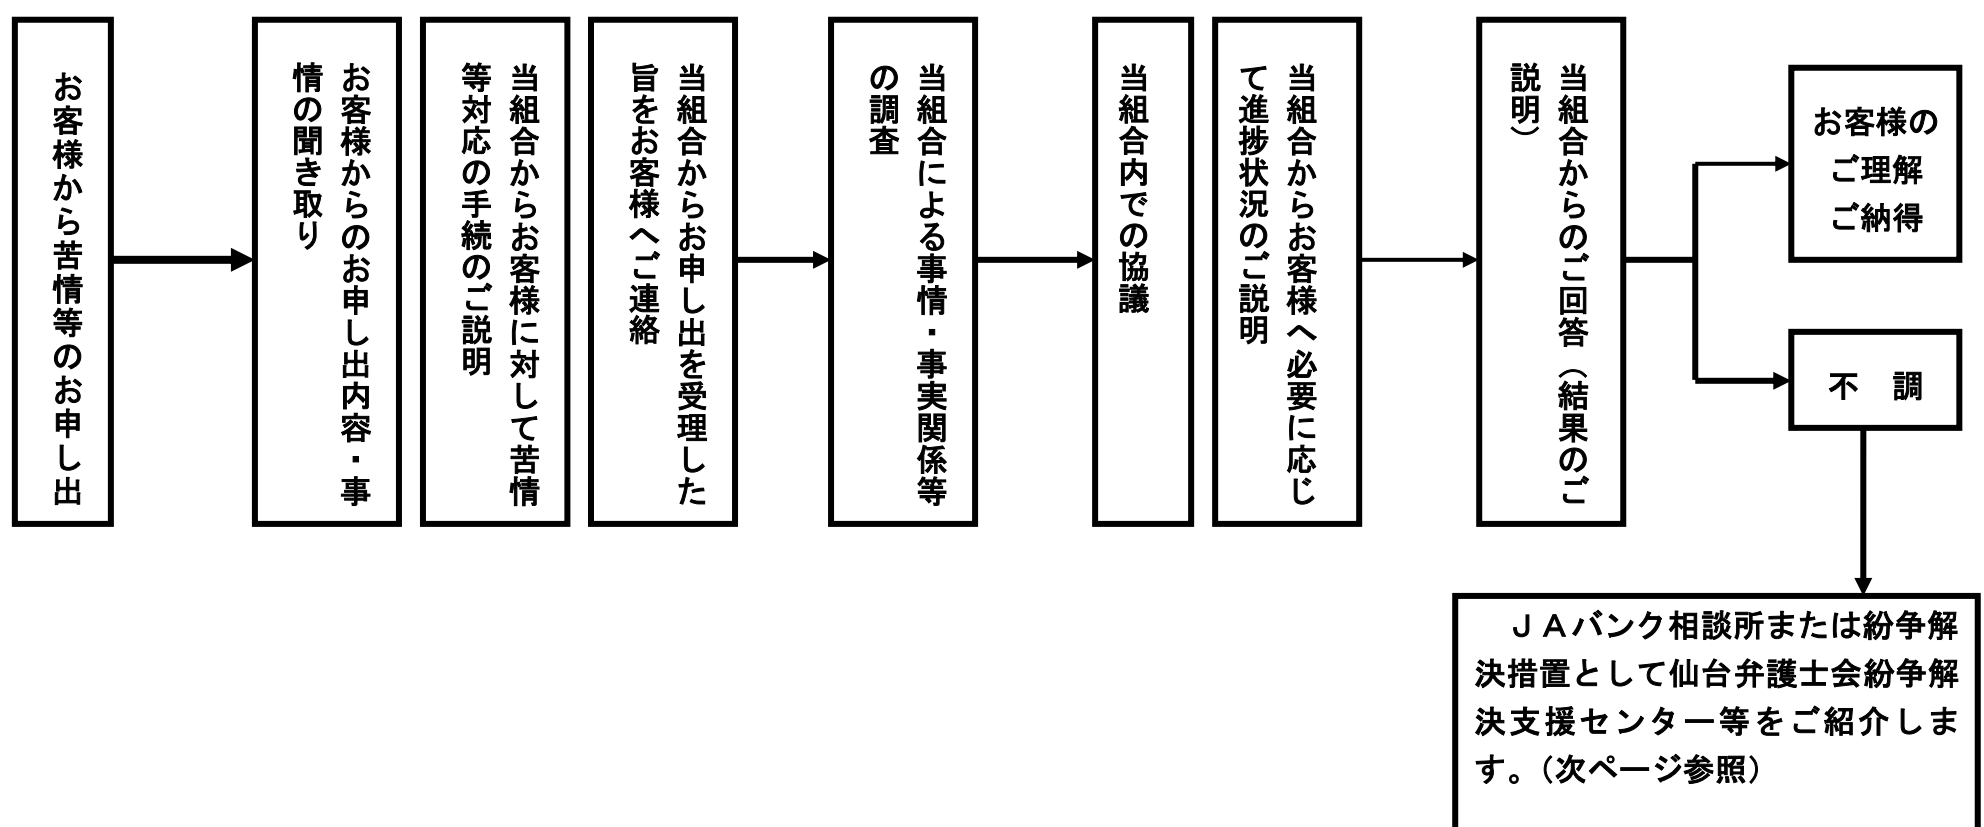 お客様から苦情等のお申し出
お客様からのお申し出内容・事
情の聞き取り
当組合からお客様に対して苦情
等対応の手続のご説明
当組合からお申し出を受理した
旨をお客様へご連絡
当組合による事情・事実関係等
の調査
当組合内での協議
当組合からお客様へ必要に応じ
て進捗状況のご説明
当組合からのご回答（結果のご
説明）
お客様の
ご理解
ご納得
不　調
ＪＡバンク相談所または紛争解
決措置として仙台弁護士会紛争解
決支援センター等をご紹介しま
す。（次ページ参照）